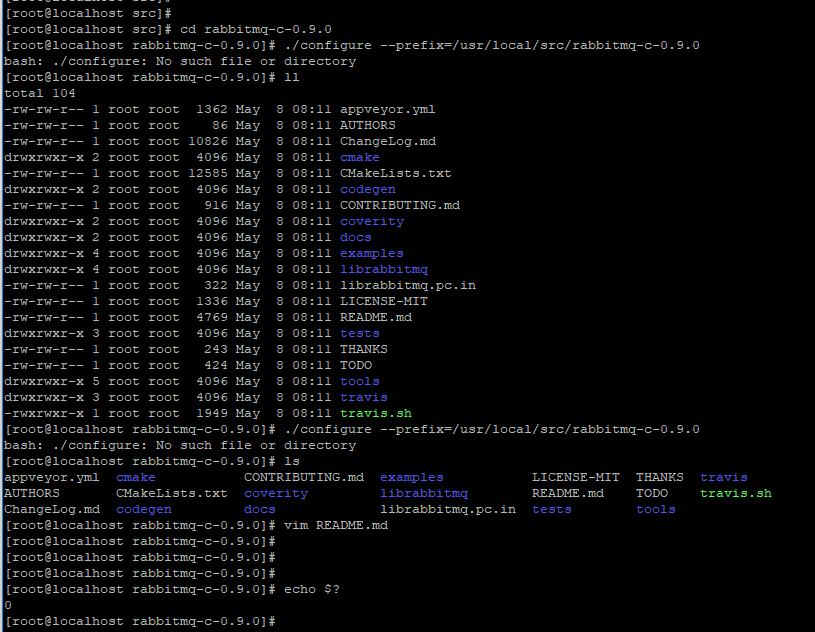 [root@localhost src]#
[root@localhost src]#
[root@localhost src]# cd rabbitmq-c-0.9.0
[root@localhost rabbitmq-c-0.9.0]# ./configure --prefix=/usr/local/src/rabbitmq-c-0.9.0
bash: ./configure: No such file or directory
[root@localhost rabbitmq-c-0.9.0]# ll
total 104
-rw-rw-r-- 1 root root  1362 May  8 08:11 appveyor.yml
-rw-rw-r-- 1 root root    86 May  8 08:11 AUTHORS
-rw-rw-r-- 1 root root 10826 May  8 08:11 ChangeLog.md
drwxrwxr-x 2 root root  4096 May  8 08:11 cmake
-rw-rw-r-- 1 root root 12585 May  8 08:11 CMakeLists.txt
drwxrwxr-x 2 root root  4096 May  8 08:11 codegen
-rw-rw-r-- 1 root root   916 May  8 08:11 CONTRIBUTING.md
drwxrwxr-x 2 root root  4096 May  8 08:11 coverity
drwxrwxr-x 2 root root  4096 May  8 08:11 docs
drwxrwxr-x 4 root root  4096 May  8 08:11 examples
drwxrwxr-x 4 root root  4096 May  8 08:11 librabbitmq
-rw-rw-r-- 1 root root   322 May  8 08:11 librabbitmq.pc.in
-rw-rw-r-- 1 root root  1336 May  8 08:11 LICENSE-MIT
-rw-rw-r-- 1 root root  4769 May  8 08:11 README.md
drwxrwxr-x 3 root root  4096 May  8 08:11 tests
-rw-rw-r-- 1 root root   243 May  8 08:11 THANKS
-rw-rw-r-- 1 root root   424 May  8 08:11 TODO
drwxrwxr-x 5 root root  4096 May  8 08:11 tools
drwxrwxr-x 3 root root  4096 May  8 08:11 travis
-rwxrwxr-x 1 root root  1949 May  8 08:11 travis.sh
[root@localhost rabbitmq-c-0.9.0]# ./configure --prefix=/usr/local/src/rabbitmq-c-0.9.0
bash: ./configure: No such file or directory
[root@localhost rabbitmq-c-0.9.0]# ls
appveyor.yml  cmake           CONTRIBUTING.md  examples           LICENSE-MIT  THANKS  travis
AUTHORS       CMakeLists.txt  coverity         librabbitmq        README.md    TODO    travis.sh
ChangeLog.md  codegen         docs             librabbitmq.pc.in  tests        tools
[root@localhost rabbitmq-c-0.9.0]# vim README.md
[root@localhost rabbitmq-c-0.9.0]#
[root@localhost rabbitmq-c-0.9.0]#
[root@localhost rabbitmq-c-0.9.0]#
[root@localhost rabbitmq-c-0.9.0]# echo $?
0
[root@localhost rabbitmq-c-0.9.0]#